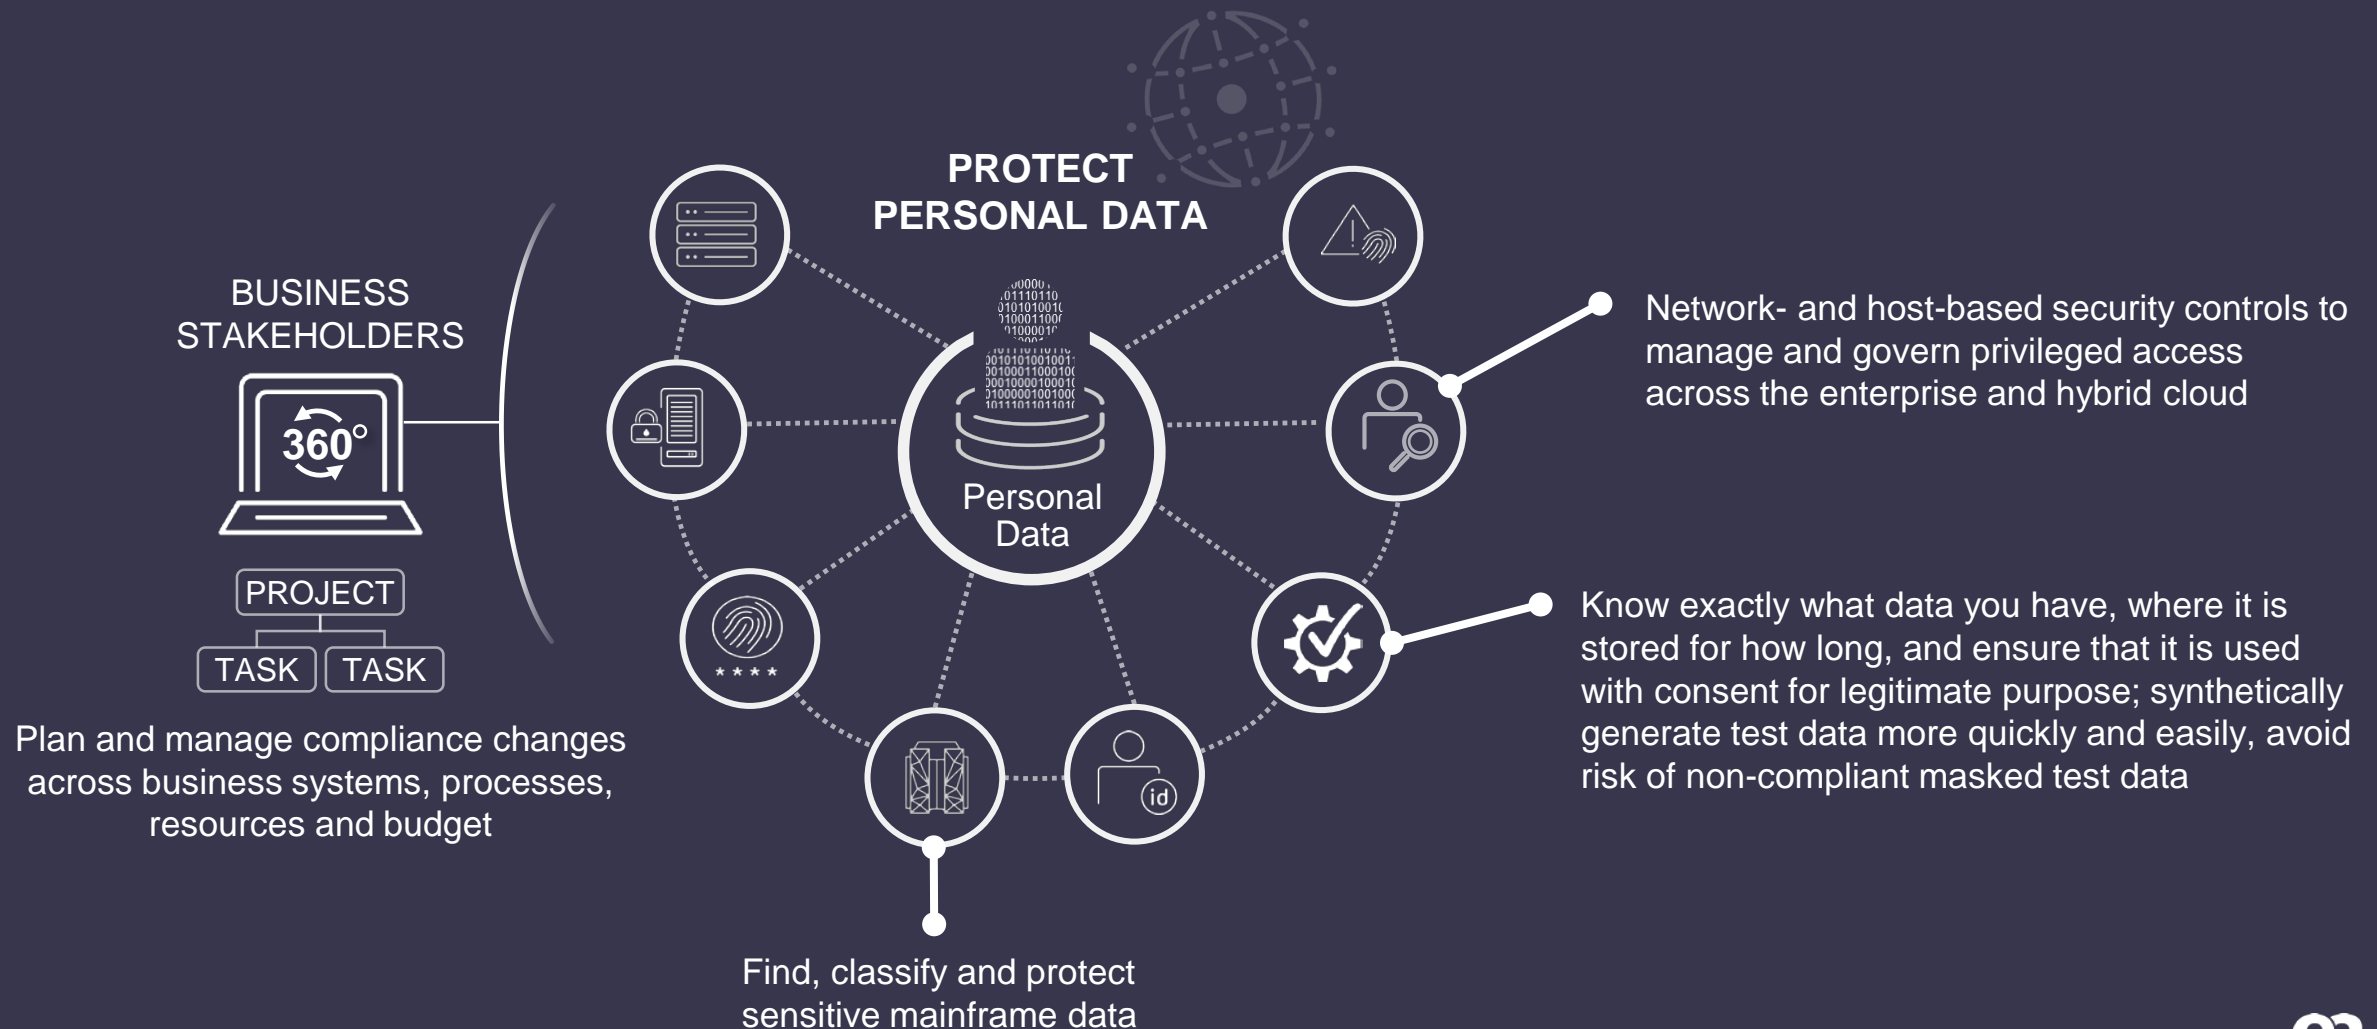 PROTECT
PERSONAL DATA
BUSINESS
STAKEHOLDERS
360°
PROJECT
TASK TASK
Plan and manage compliance changes
across business systems, processes,
resources and budget
Personal
Data
****
id
Network- and host-based security controls to
manage and govern privileged access
across the enterprise and hybrid cloud
Know exactly what data you have, where it is
stored for how long, and ensure that it is used
with consent for legitimate purpose; synthetically
generate test data more quickly and easily, avoid
risk of non-compliant masked test data
Find, classify and protect
sensitive mainframe data